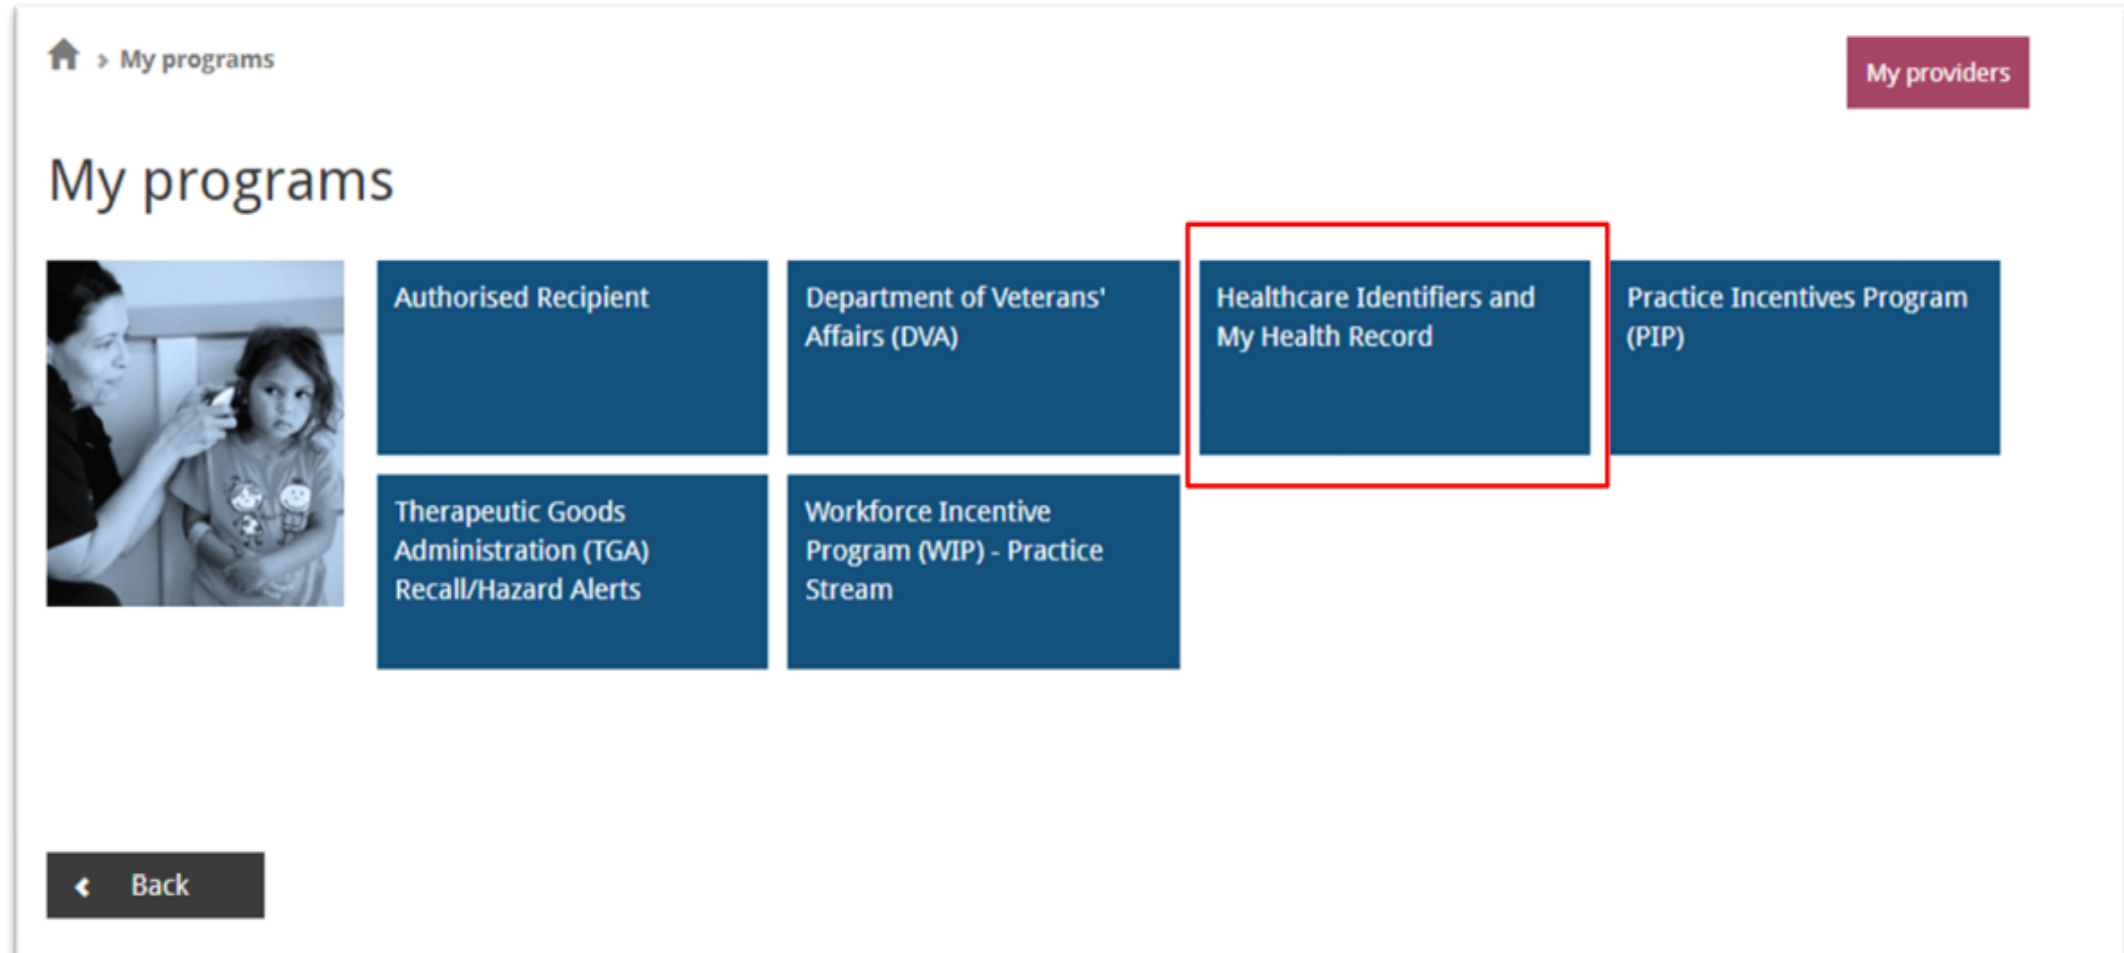 > My programs
My providers
My programs
Authorised Recipient
Department of Veterans'
Affairs (DVA)
Healthcare Identifiers and
My Health Record
Practice Incentives Program
(PIP)
Therapeutic Goods
Administration (TGA)
Recall/Hazard Alerts
Workforce Incentive
Program (WIP) - Practice
Stream
Back